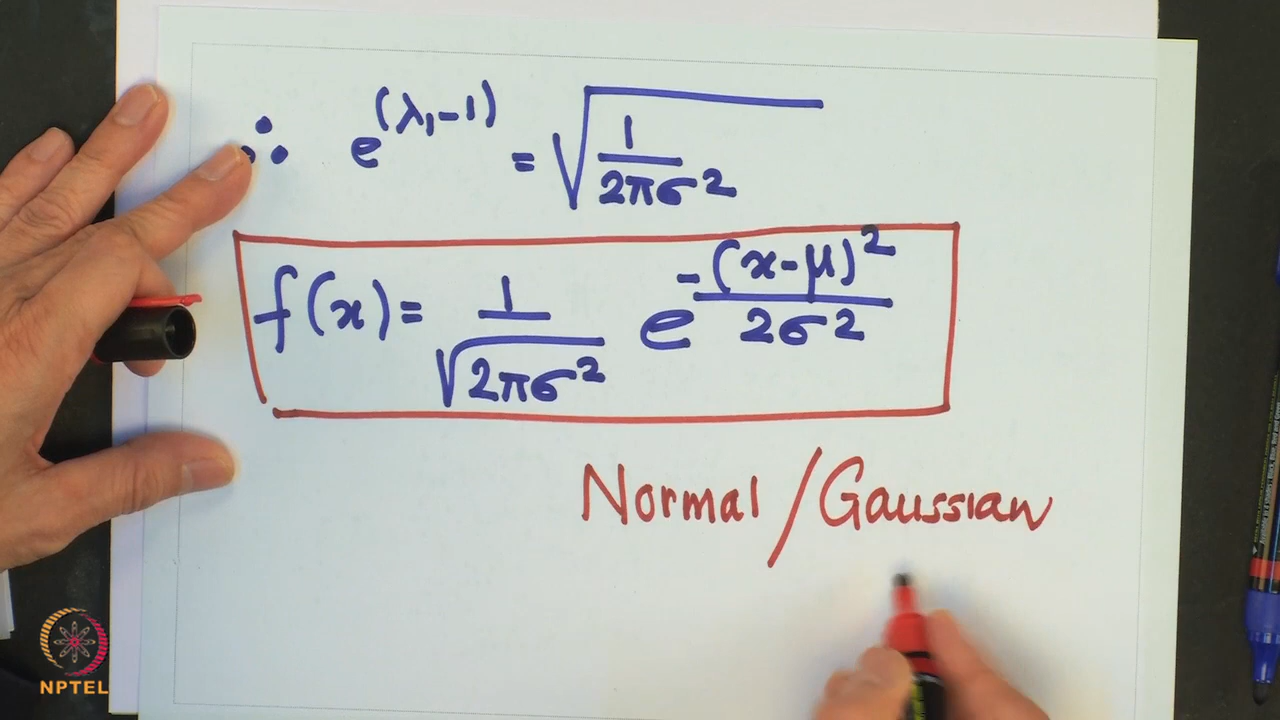 ∴ e^(λ₁-1) = √(1/(2πσ²))
f(x) = 1/√(2πσ²) e^(-(x-μ)²/(2σ²))
Normal / Gaussian
NPTEL